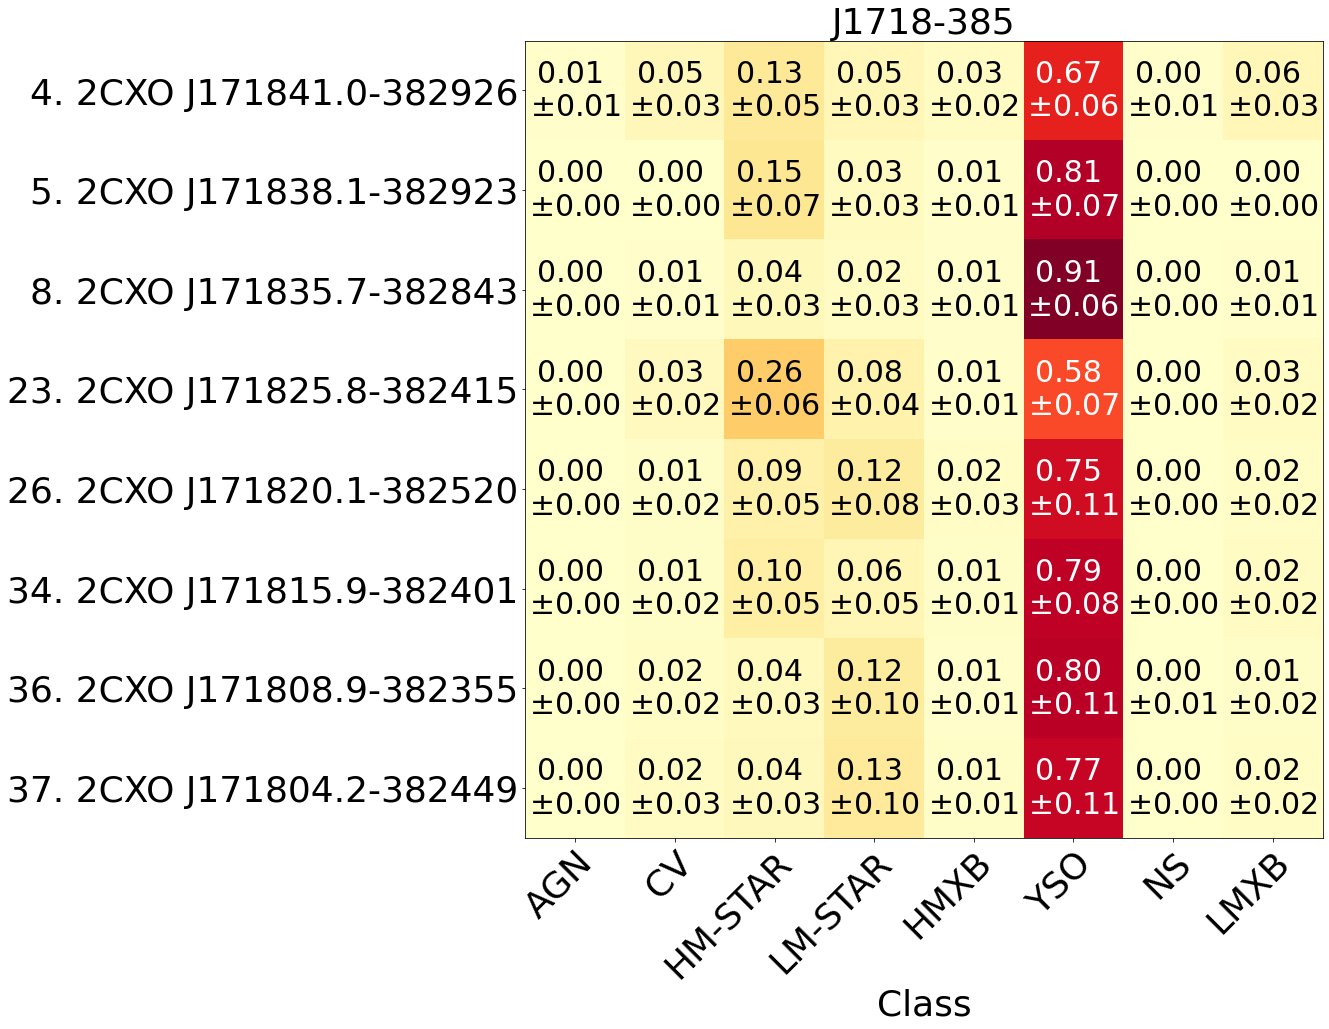 J1718-385
4. 2CXO J171841.0-382926
0.01 0.05 0.13 0.05 0.03 0.67 0.00 0.06
±0.01 ±0.03 ±0.05 ±0.03 ±0.02 ±0.06 ±0.01 ±0.03
5. 2CXO J171838.1-382923
0.00 0.00 0.15 0.03 0.01 0.81 0.00 0.00
±0.00 ±0.00 ±0.07 ±0.03 ±0.01 ±0.07 ±0.00 ±0.00
8. 2CXO J171835.7-382843
0.00 0.01 0.04 0.02 0.01 0.91 0.00 0.01
±0.00 ±0.01 ±0.03 ±0.03 ±0.01 ±0.06 ±0.00 ±0.01
23. 2CXO J171825.8-382415
0.00 0.03 0.26 0.08 0.01 0.58 0.00 0.03
±0.00 ±0.02 ±0.06 ±0.04 ±0.01 ±0.07 ±0.00 ±0.02
26. 2CXO J171820.1-382520
0.00 0.01 0.09 0.12 0.02 0.75 0.00 0.02
±0.00 ±0.02 ±0.05 ±0.08 ±0.03 ±0.11 ±0.00 ±0.02
34. 2CXO J171815.9-382401
0.00 0.01 0.10 0.06 0.01 0.79 0.00 0.02
±0.00 ±0.02 ±0.05 ±0.05 ±0.01 ±0.08 ±0.00 ±0.02
36. 2CXO J171808.9-382355
0.00 0.02 0.04 0.12 0.01 0.80 0.00 0.01
±0.00 ±0.02 ±0.03 ±0.10 ±0.01 ±0.11 ±0.01 ±0.02
37. 2CXO J171804.2-382449
0.00 0.02 0.04 0.13 0.01 0.77 0.00 0.02
±0.00 ±0.03 ±0.03 ±0.10 ±0.01 ±0.11 ±0.00 ±0.02
AGN CV HM-STAR LM-STAR HMXB YSO NS LMXB
Class